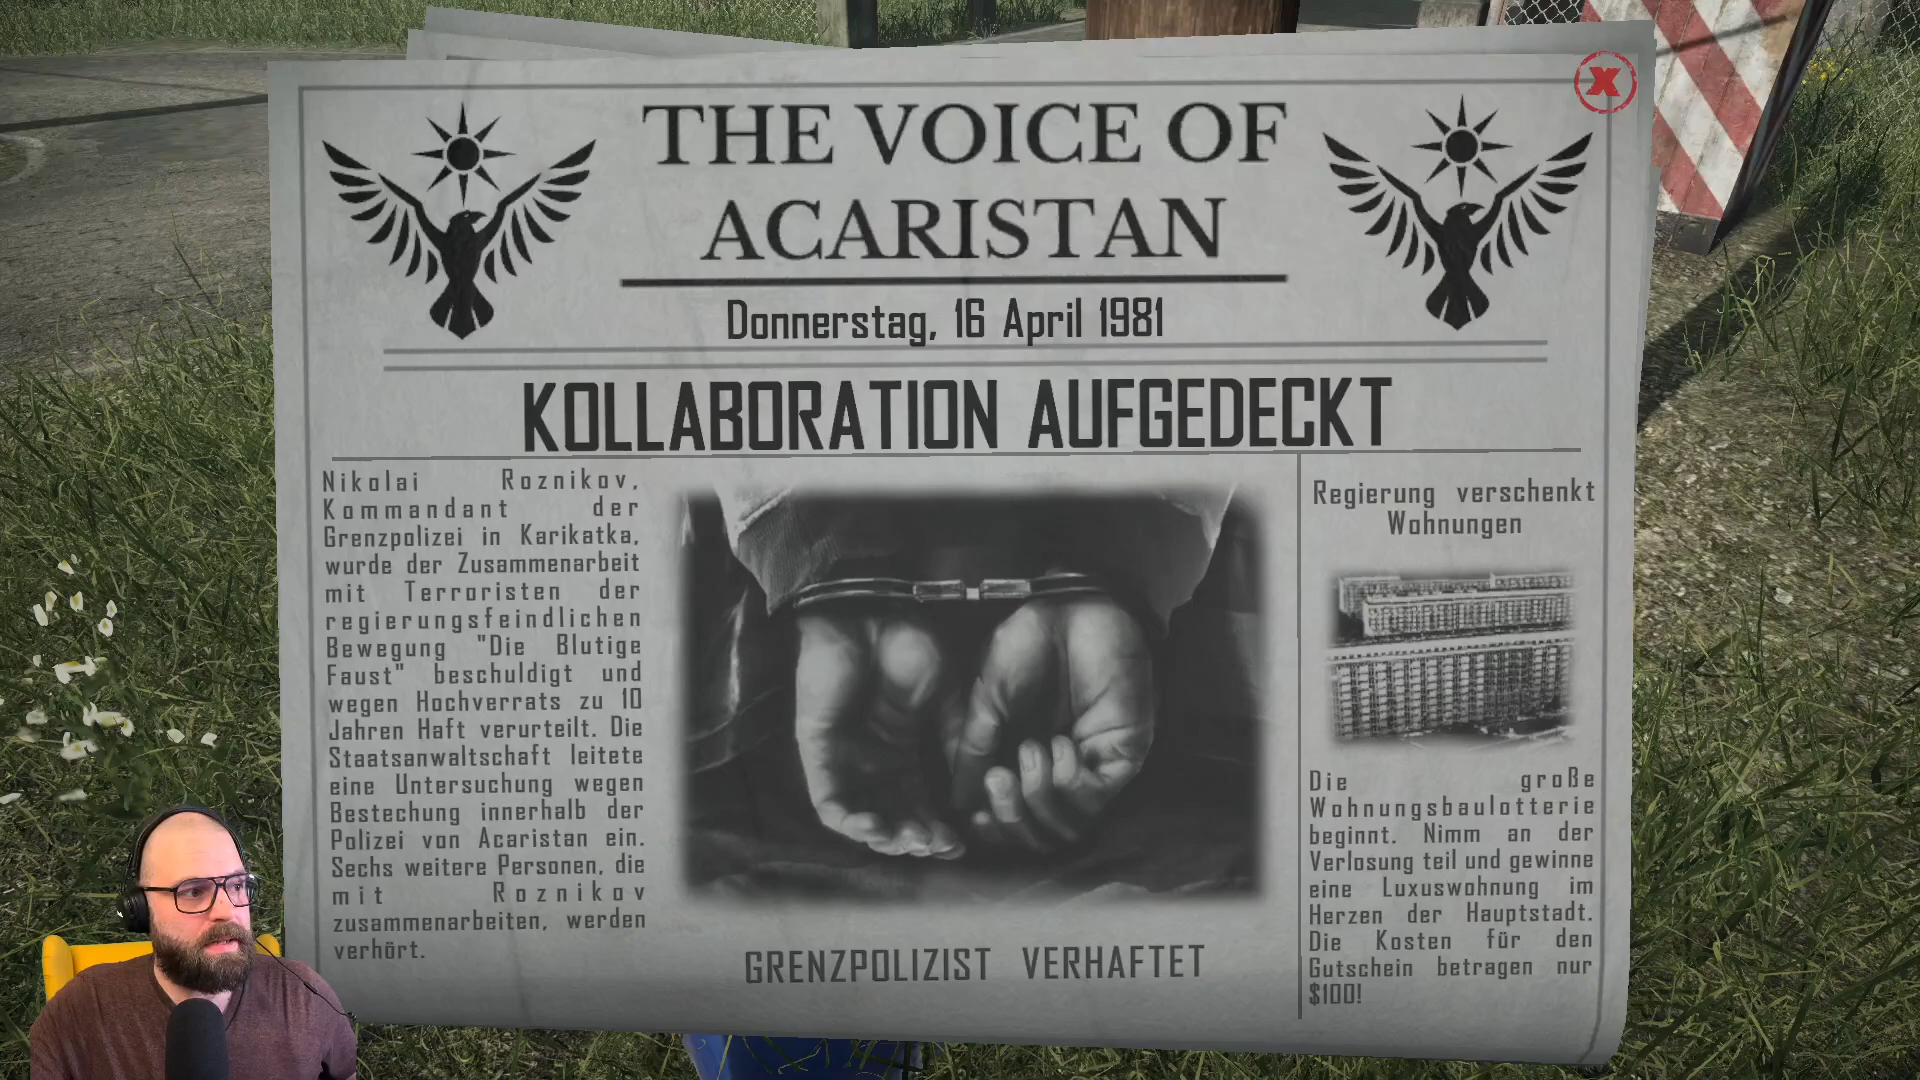 THE VOICE OF
ACARISTAN
Donnerstag, 16 April 1981
KOLLABORATION AUFGEDECKT
Nikolai Roznikov,
Kommandant der
Grenzpolizei in Karikatka,
wurde der Zusammenarbeit
mit Terroristen der
regierungsfeindlichen
Bewegung "Die Blutige
Faust" beschuldigt und
wegen Hochverrats zu 10
Jahren Haft verurteilt. Die
Staatsanwaltschaft leitete
eine Untersuchung wegen
Bestechung innerhalb der
Polizei von Acaristan ein.
Sechs weitere Personen, die
mit Roznikov
zusammenarbeiten, werden
verhört.
GRENZPOLIZIST VERHAFTET
Regierung verschenkt
Wohnungen
Die große
Wohnungsbaulotterie
beginnt. Nimm an der
Verlosung teil und gewinne
eine Luxuswohnung im
Herzen der Hauptstadt.
Die Kosten für den
Gutschein betragen nur
$100!
X